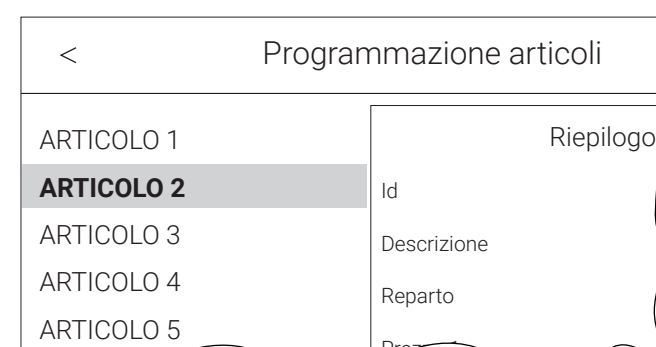 < Programmazione articoli
ARTICOLO 1
ARTICOLO 2
ARTICOLO 3
ARTICOLO 4
ARTICOLO 5
Riepilogo
Id
Descrizione
Reparto